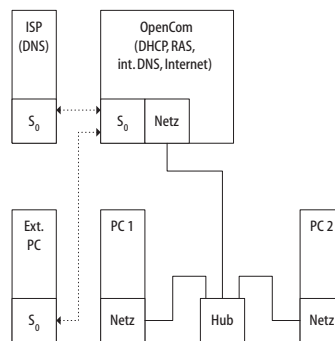 ISP
(DNS)
OpenCom
(DHCP, RAS,
int. DNS, Internet)
S₀
S₀
Netz
Ext.
PC
PC 1
PC 2
S₀
Netz
Hub
Netz